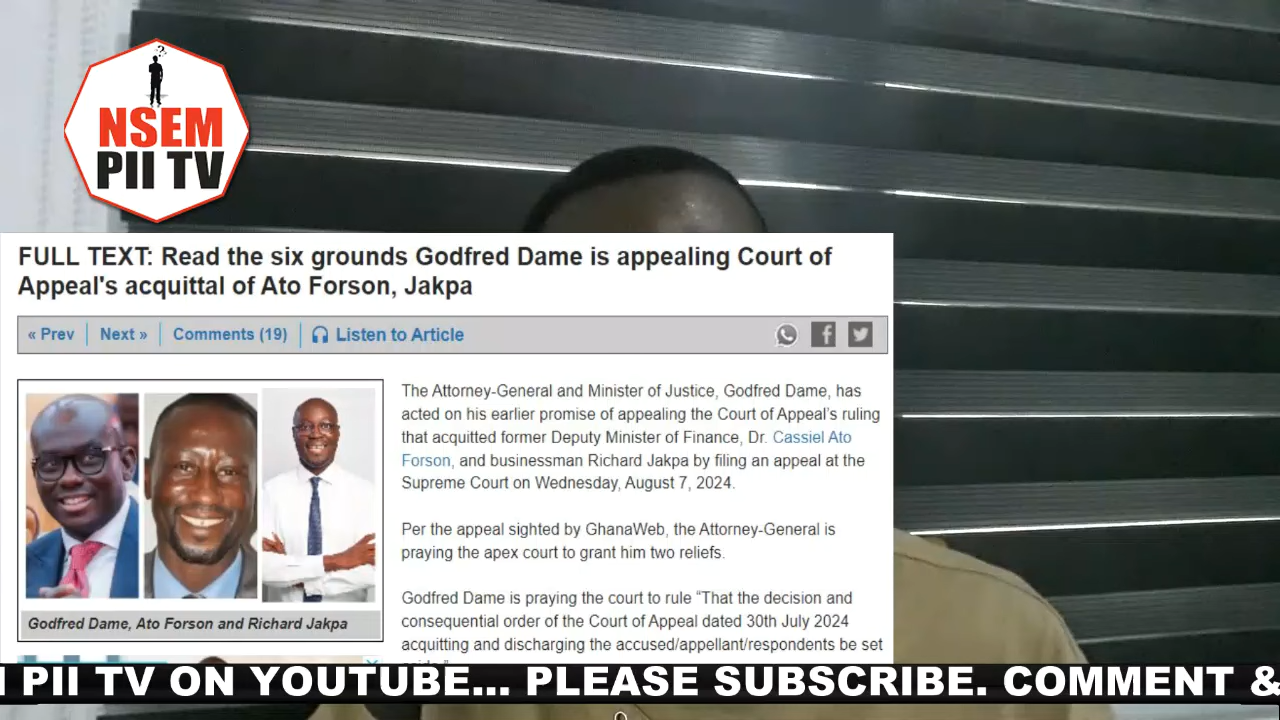 ?
NSEM
PII TV
FULL TEXT: Read the six grounds Godfred Dame is appealing Court of
Appeal's acquittal of Ato Forson, Jakpa
« Prev
Next »
Comments (19)
Listen to Article
The Attorney-General and Minister of Justice, Godfred Dame, has
acted on his earlier promise of appealing the Court of Appeal's ruling
that acquitted former Deputy Minister of Finance, Dr. Cassiel Ato
Forson, and businessman Richard Jakpa by filing an appeal at the
Supreme Court on Wednesday, August 7, 2024.
Per the appeal sighted by GhanaWeb, the Attorney-General is
praying the apex court to grant him two reliefs.
Godfred Dame is praying the court to rule “That the decision and
consequential order of the Court of Appeal dated 30th July 2024
acquitting and discharging the accused/appellant/respondents be set
Godfred Dame, Ato Forson and Richard Jakpa
PII TV ON YOUTUBE... PLEASE SUBSCRIBE. COMMENT &